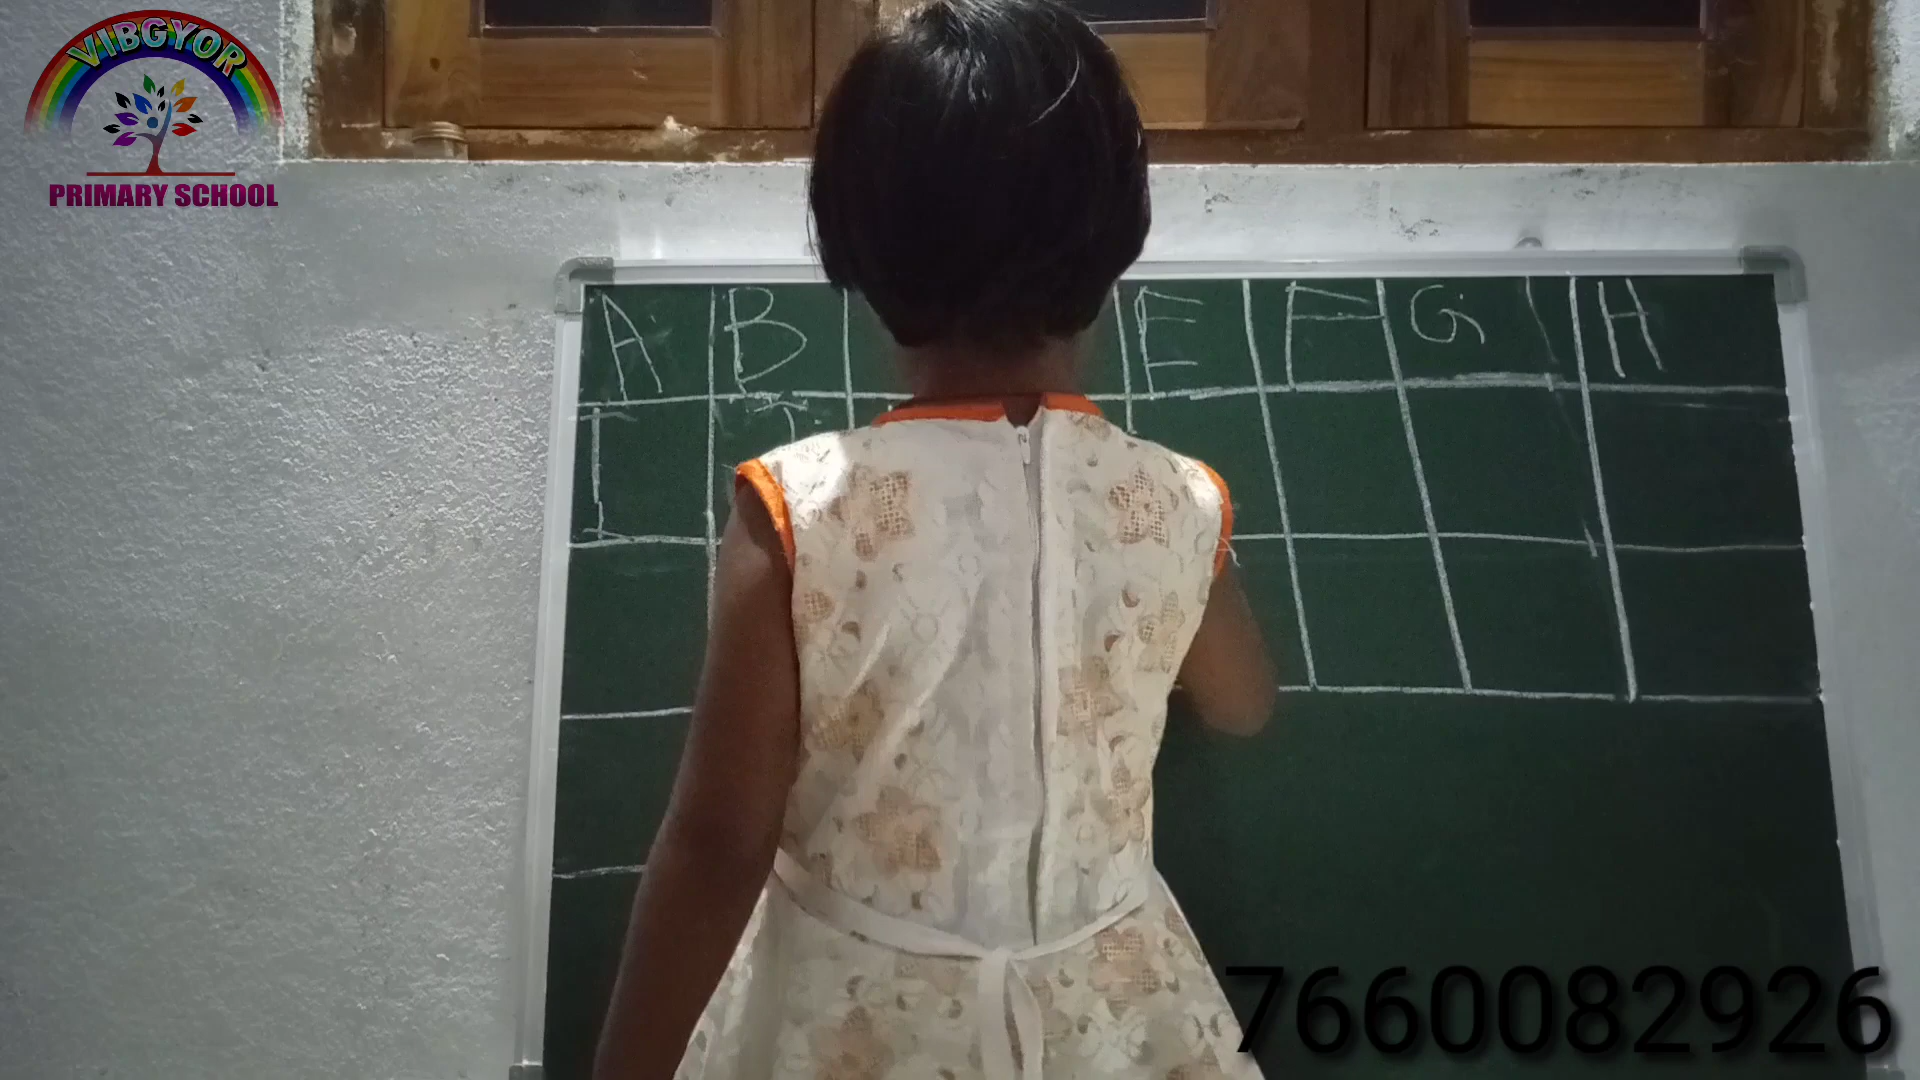 VIBGYOR
PRIMARY SCHOOL
A B E F G H
I J
7660082926